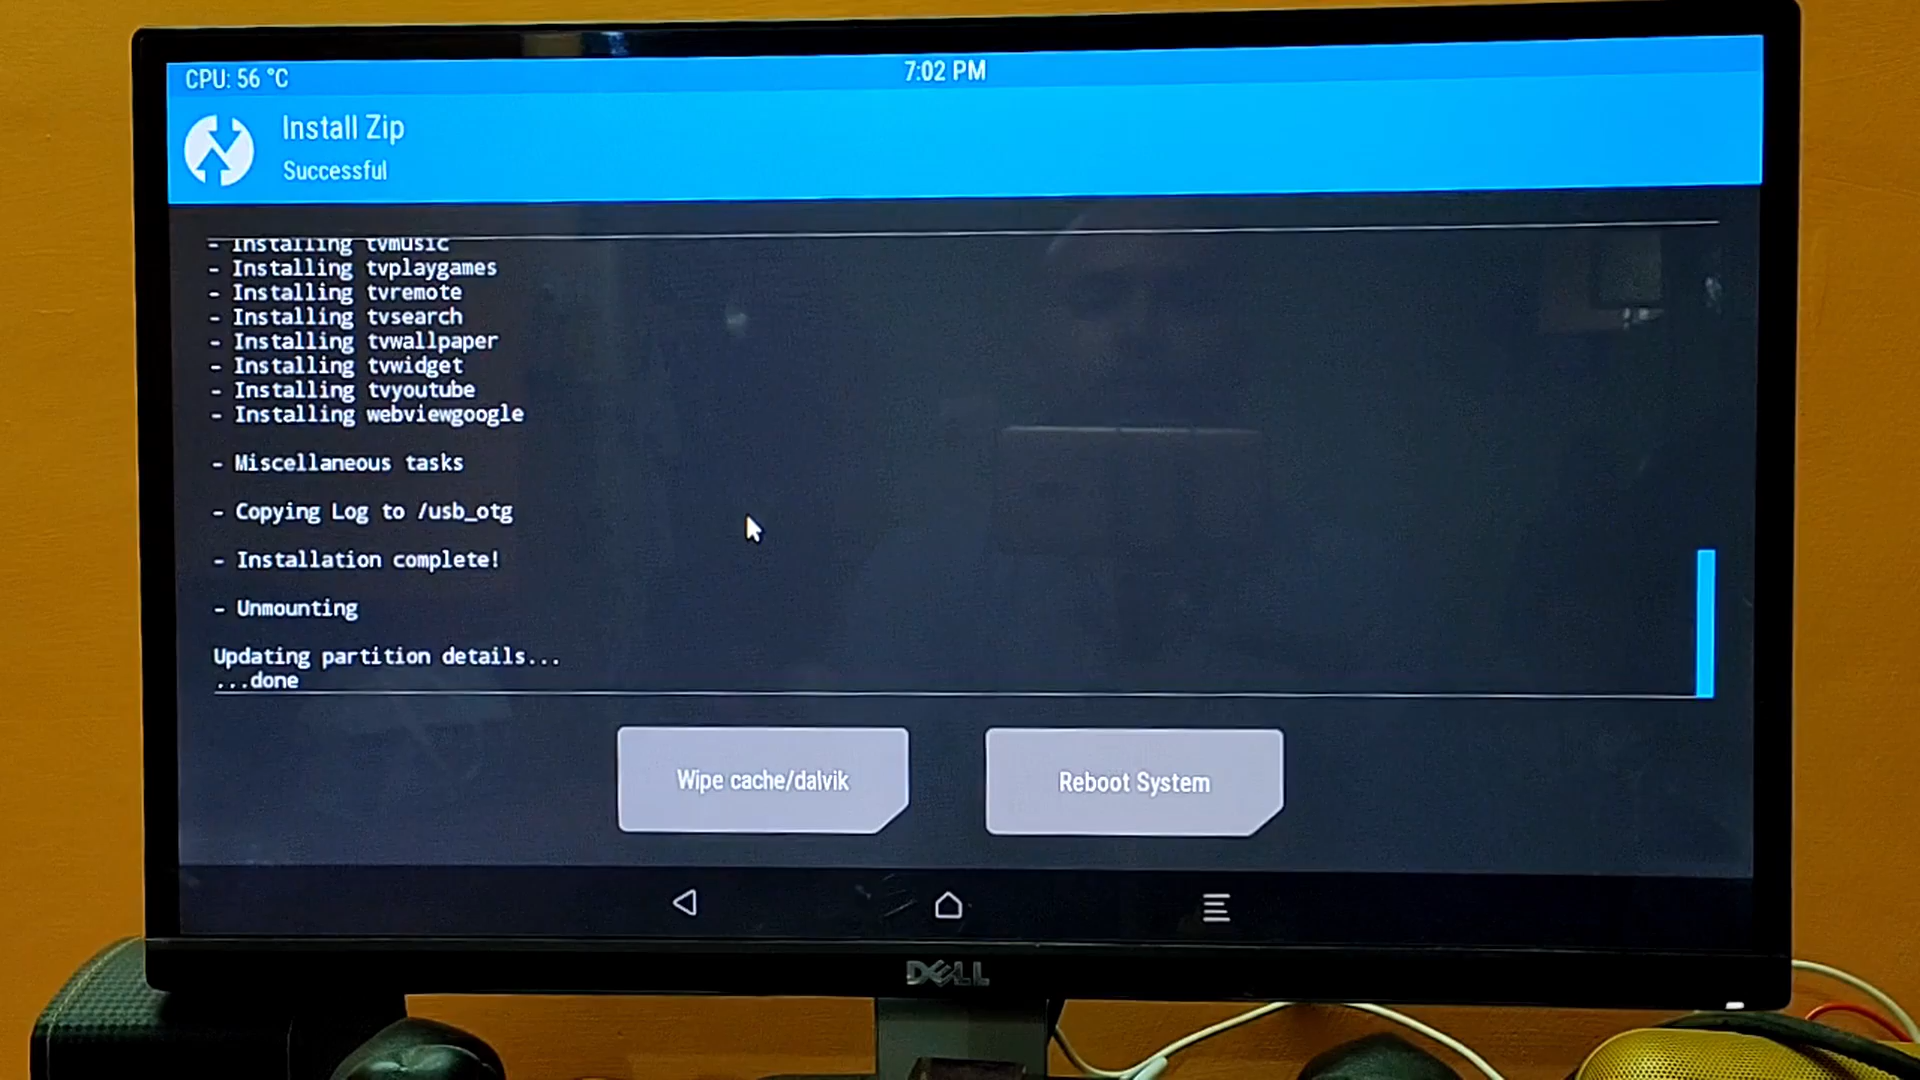 CPU: 56 °C
7:02 PM
Install Zip
Successful
- Installing tvmusic
- Installing tvplaygames
- Installing tvremote
- Installing tvsearch
- Installing tvwallpaper
- Installing tvwidget
- Installing tvyoutube
- Installing webviewgoogle
- Miscellaneous tasks
- Copying Log to /usb_otg
- Installation complete!
- Unmounting
Updating partition details...
...done
Wipe cache/dalvik
Reboot System
DELL